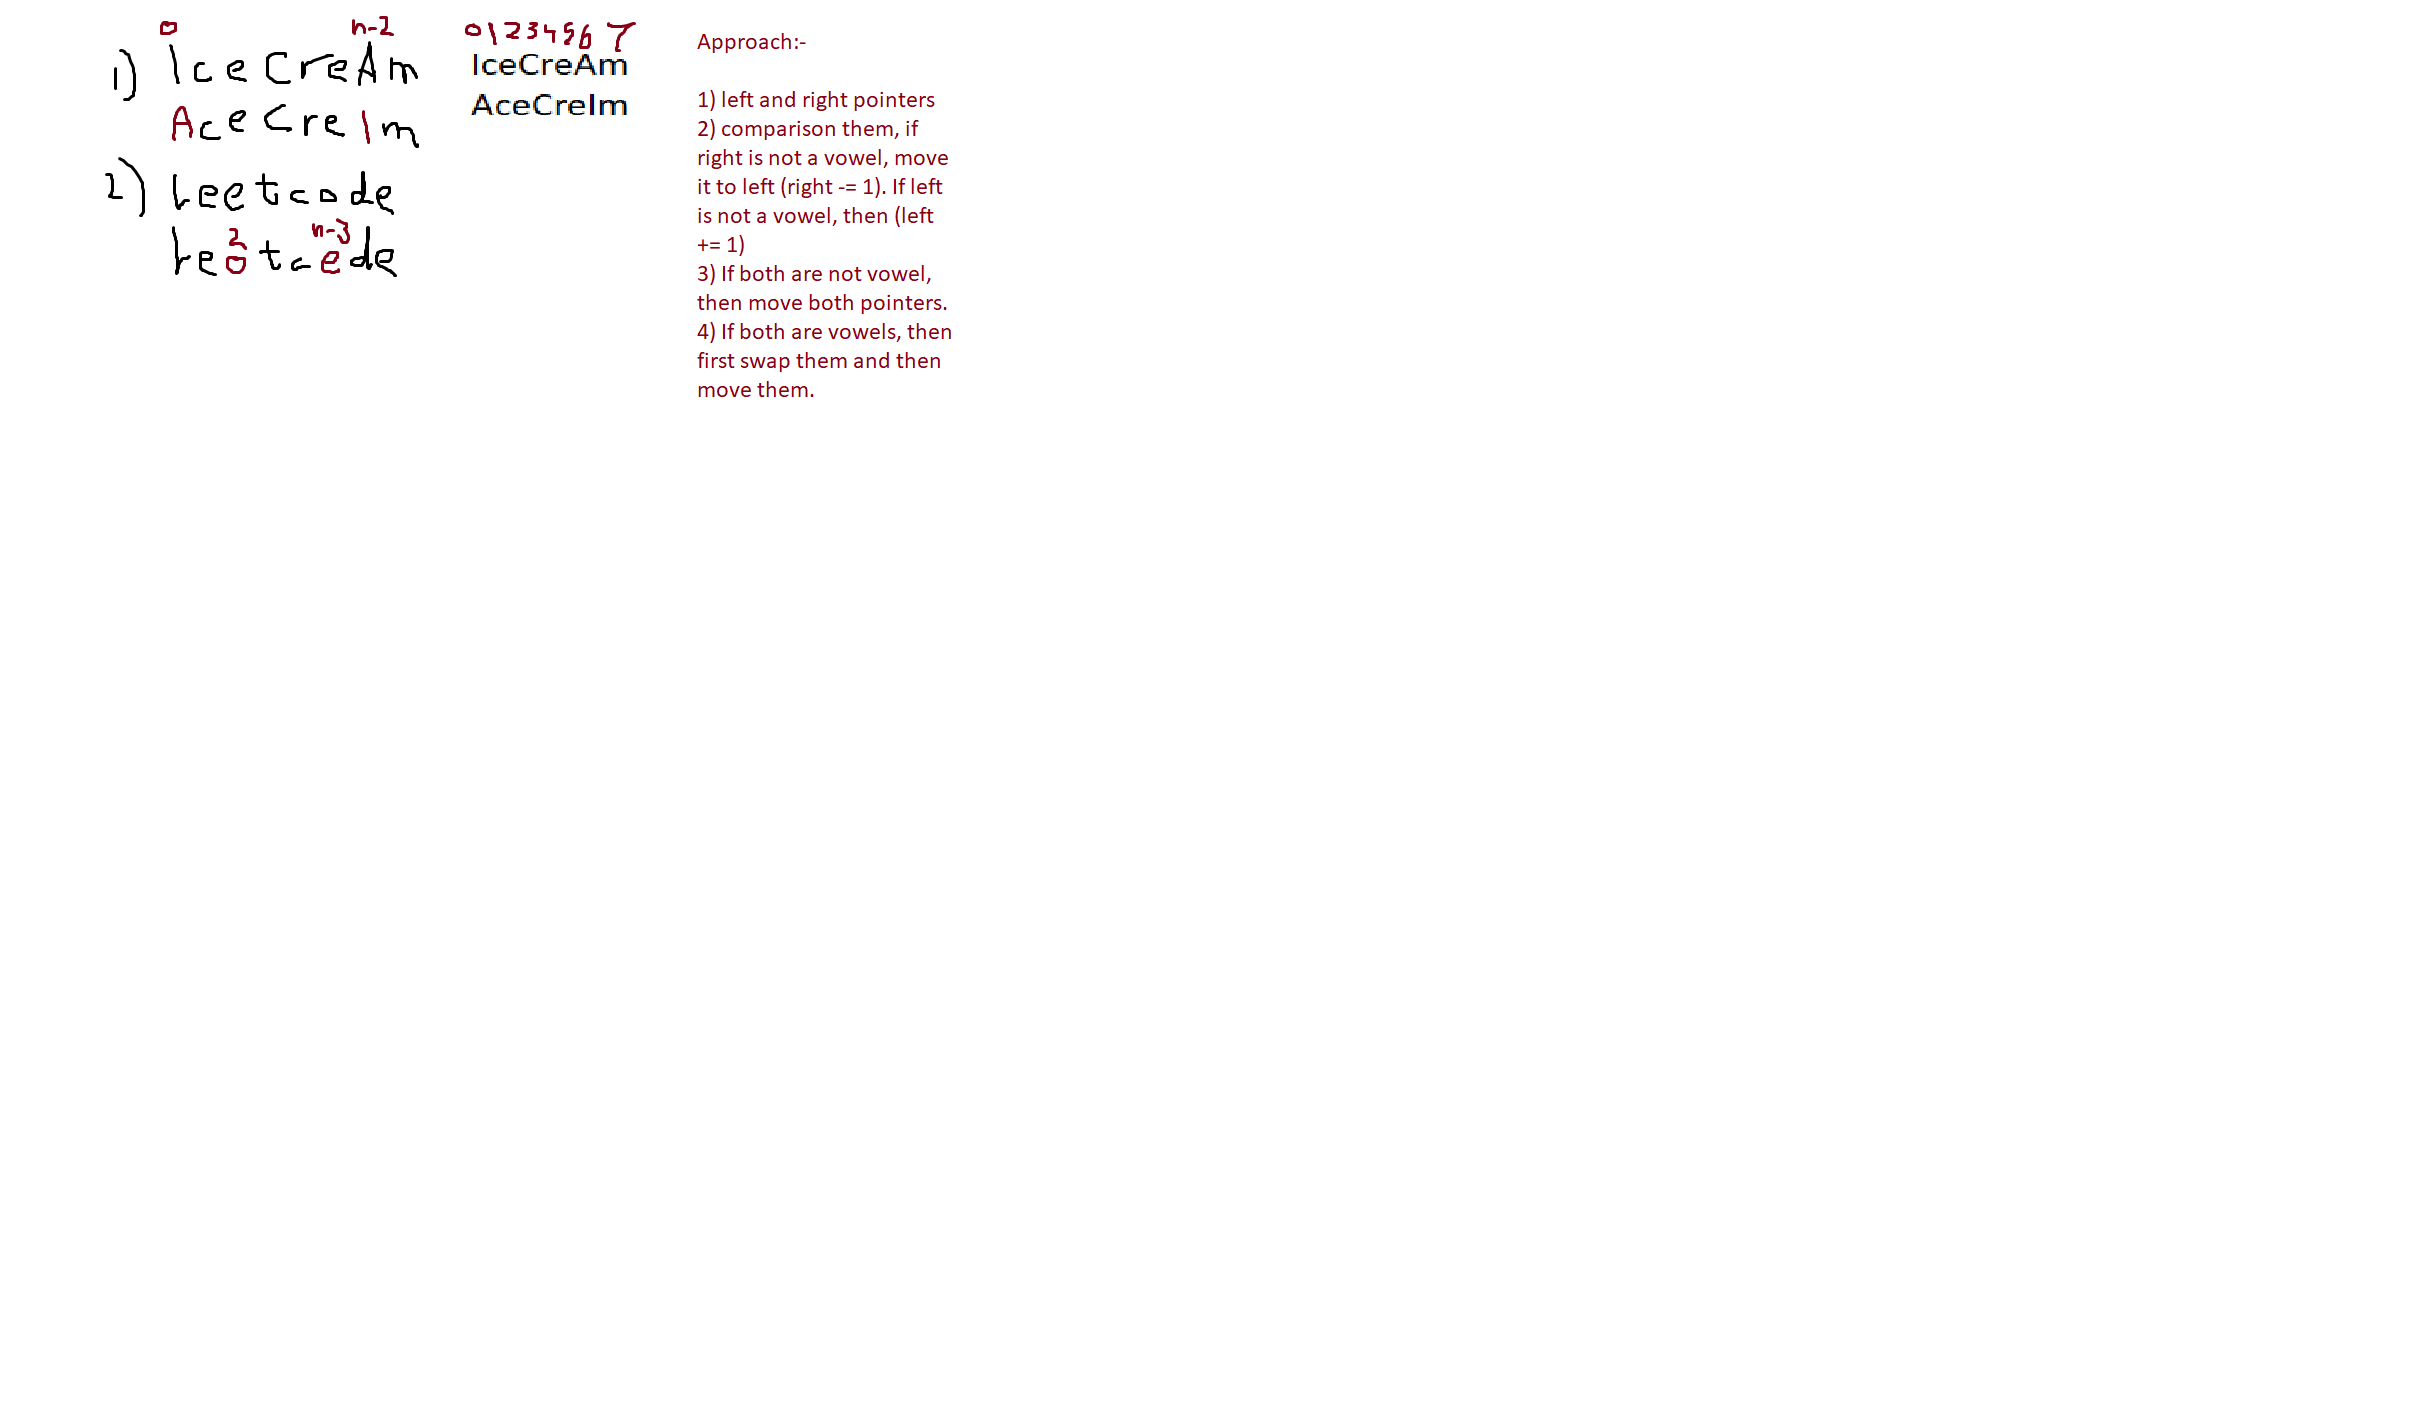 0 n-2
1) IceCreAm
AceCreIm
2) Leetcode
2 n-3
Leotcede
0 1 2 3 4 5 6 7
IceCreAm
AceCreIm
Approach:-
1) left and right pointers
2) comparison them, if
right is not a vowel, move
it to left (right -= 1). If left
is not a vowel, then (left
+= 1)
3) If both are not vowel,
then move both pointers.
4) If both are vowels, then
first swap them and then
move them.